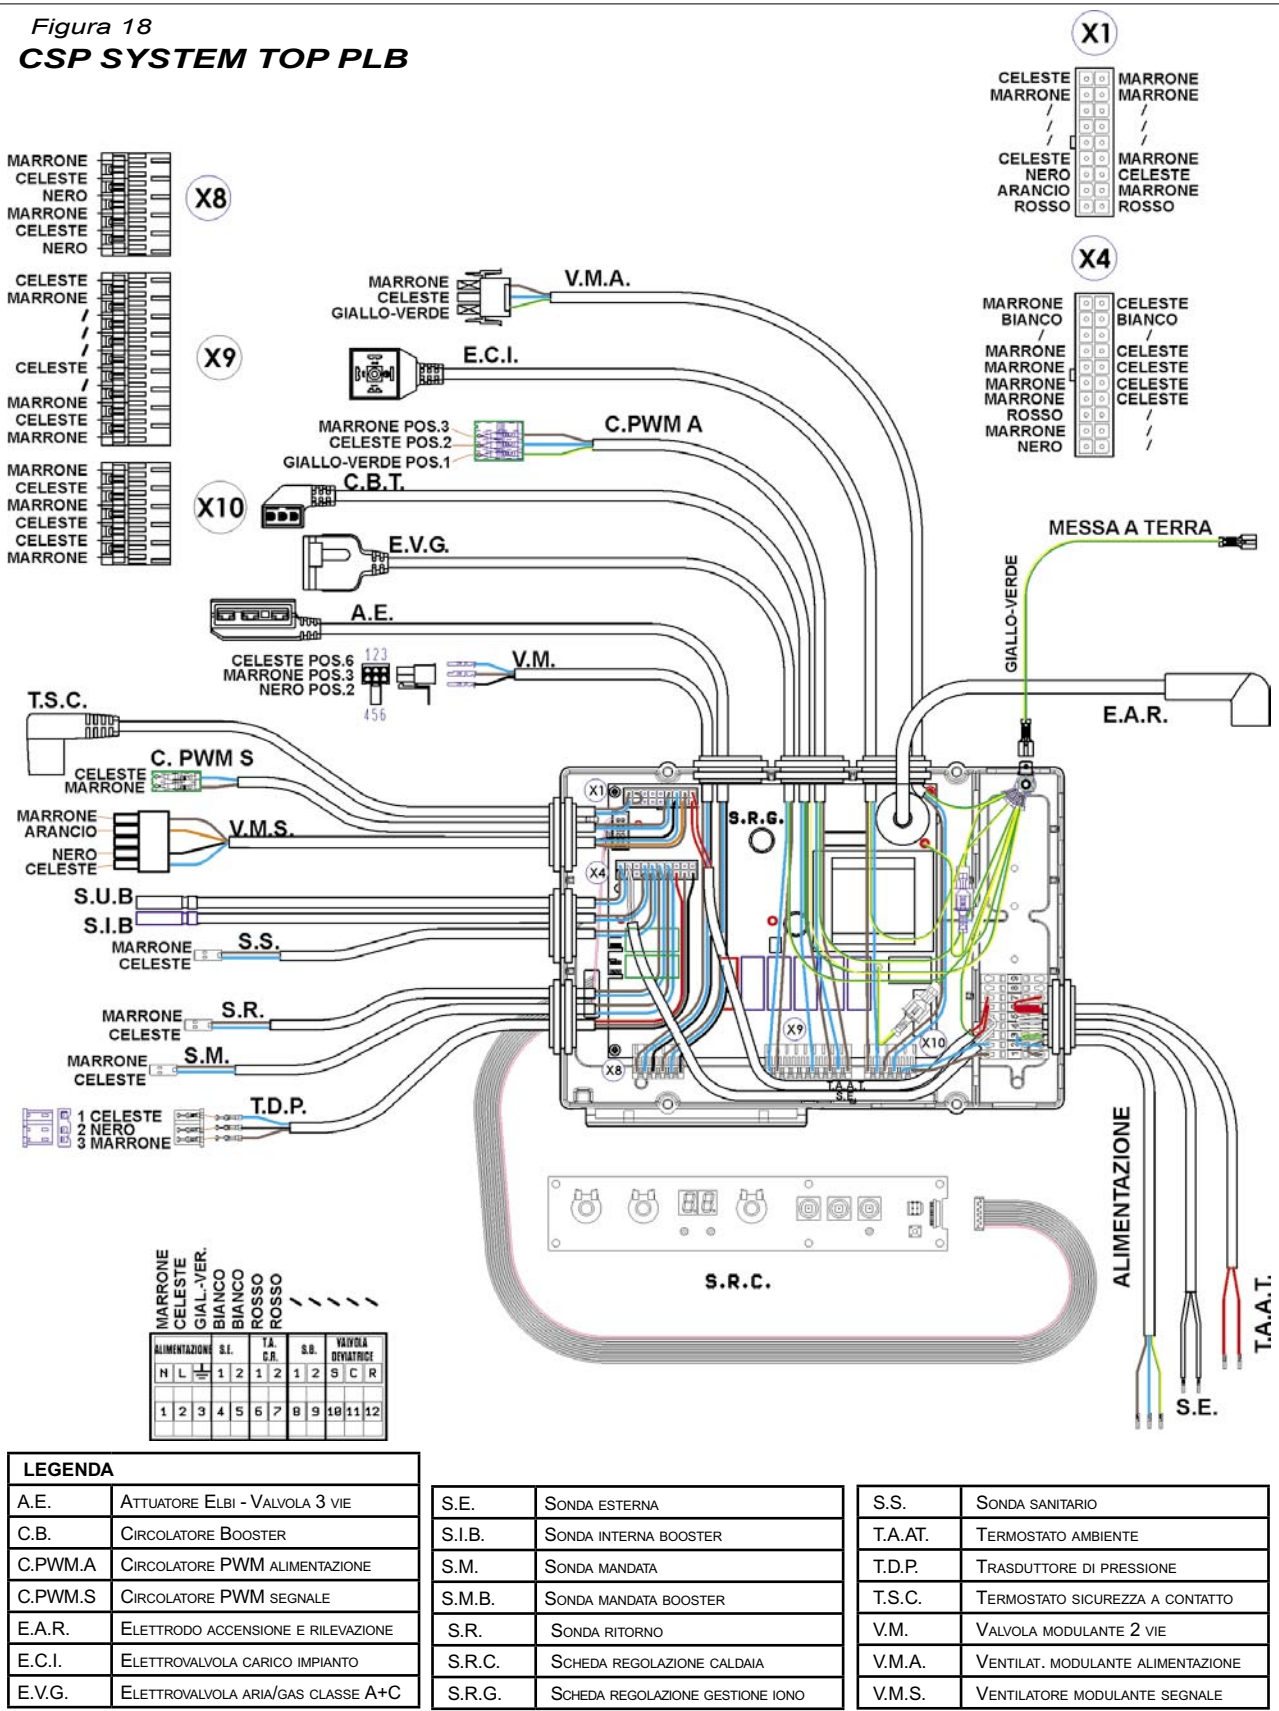 Figura 18
CSP SYSTEM TOP PLB
X1
CELESTE MARRONE
MARRONE MARRONE
/ /
/ /
/ /
CELESTE MARRONE
NERO CELESTE
ARANCIO MARRONE
ROSSO ROSSO
X4
MARRONE CELESTE
BIANCO BIANCO
/ /
MARRONE CELESTE
MARRONE CELESTE
MARRONE CELESTE
MARRONE CELESTE
ROSSO /
MARRONE /
NERO /
MARRONE
CELESTE
NERO
MARRONE
CELESTE
NERO
X8
CELESTE
MARRONE
/
/
/
CELESTE
/
MARRONE
CELESTE
MARRONE
X9
MARRONE
CELESTE
MARRONE
CELESTE
CELESTE
MARRONE
X10
MARRONE
CELESTE
GIALLO-VERDE
V.M.A.
E.C.I.
MARRONE POS.3
CELESTE POS.2
GIALLO-VERDE POS.1
C.PWM A
C.B.T.
E.V.G.
A.E.
CELESTE POS.6
MARRONE POS.3
NERO POS.2
123
456
V.M.
MESSA A TERRA
GIALLO-VERDE
E.A.R.
T.S.C.
C. PWM S
CELESTE
MARRONE
MARRONE
ARANCIO
NERO
CELESTE
V.M.S.
S.U.B
S.I.B
MARRONE
CELESTE
S.S.
MARRONE
CELESTE
S.R.
MARRONE
CELESTE
S.M.
1 CELESTE
2 NERO
3 MARRONE
T.D.P.
X1
S.R.G.
X4
X9
X10
X8
T.A.A.T.
S.E.
S.R.C.
ALIMENTAZIONE
S.E.
T.A.A.T.
MARRONE
CELESTE
GIAL.-VER.
BIANCO
BIANCO
ROSSO
ROSSO
/ / / / /
ALIMENTAZIONE S.E. T.A. C.R. S.B. VALVOLA DEVIATRICE
N L 1 2 1 2 1 2 S C R
1 2 3 4 5 6 7 8 9 10 11 12
LEGENDA
A.E. ATTUATORE ELBI - VALVOLA 3 VIE
C.B. CIRCOLATORE BOOSTER
C.PWM.A CIRCOLATORE PWM ALIMENTAZIONE
C.PWM.S CIRCOLATORE PWM SEGNALE
E.A.R. ELETTRODO ACCENSIONE E RILEVAZIONE
E.C.I. ELETTROVALVOLA CARICO IMPIANTO
E.V.G. ELETTROVALVOLA ARIA/GAS CLASSE A+C
S.E. SONDA ESTERNA
S.I.B. SONDA INTERNA BOOSTER
S.M. SONDA MANDATA
S.M.B. SONDA MANDATA BOOSTER
S.R. SONDA RITORNO
S.R.C. SCHEDA REGOLAZIONE CALDAIA
S.R.G. SCHEDA REGOLAZIONE GESTIONE IONO
S.S. SONDA SANITARIO
T.A.AT. TERMOSTATO AMBIENTE
T.D.P. TRASDUTTORE DI PRESSIONE
T.S.C. TERMOSTATO SICUREZZA A CONTATTO
V.M. VALVOLA MODULANTE 2 VIE
V.M.A. VENTILAT. MODULANTE ALIMENTAZIONE
V.M.S. VENTILATORE MODULANTE SEGNALE